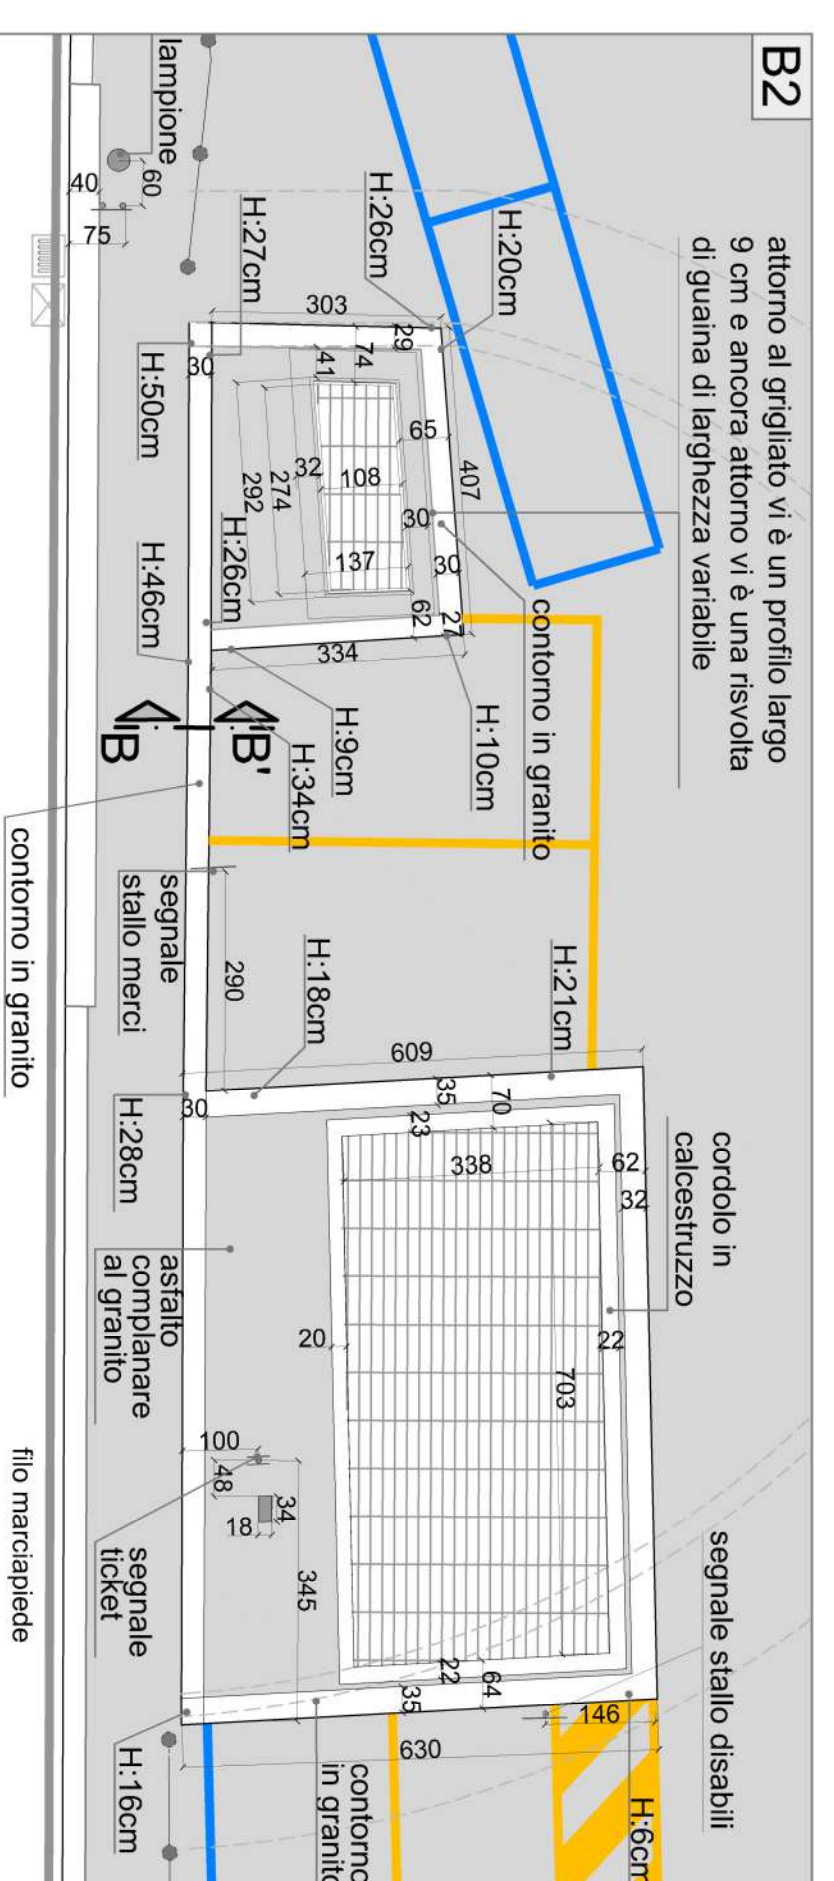 B2
attorno al grigliato vi è un profilo largo
9 cm e ancora attorno vi è una risvolta
di guaina di larghezza variabile
lampione
60
40
75
H:27cm
H:26cm
H:20cm
303
29
74
41
30
H:50cm
65
407
32
108
274
292
30
137
30
H:26cm
H:46cm
62
27
334
contorno in granito
H:10cm
H:9cm
H:34cm
B'
B
contorno in granito
segnale
stallo merci
290
H:18cm
H:21cm
609
35
70
23
30
H:28cm
338
62
32
cordolo in
calcestruzzo
22
20
703
asfalto
complanare
al granito
100
48
34
18
345
segnale
ticket
filo marciapiede
segnale stallo disabili
22
64
35
146
630
H:16cm
contorno
in granito
H:6cm